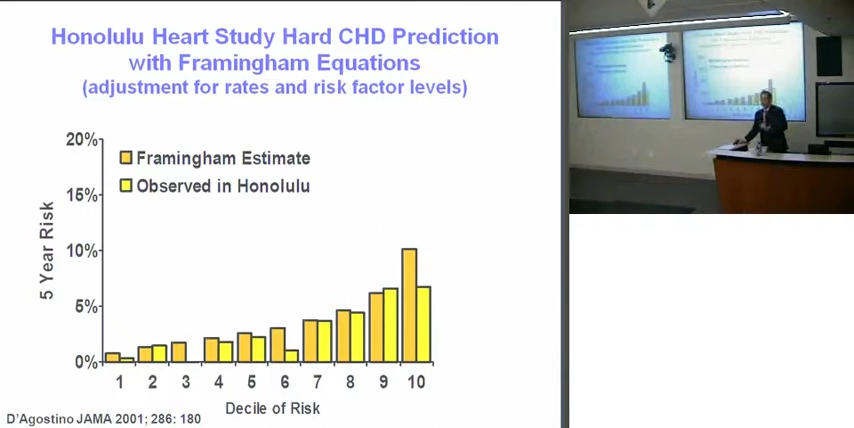 Honolulu Heart Study Hard CHD Prediction
with Framingham Equations
(adjustment for rates and risk factor levels)
20%
Framingham Estimate
Observed in Honolulu
15%
10%
5%
0%
5 Year Risk
1 2 3 4 5 6 7 8 9 10
Decile of Risk
D'Agostino JAMA 2001; 286: 180